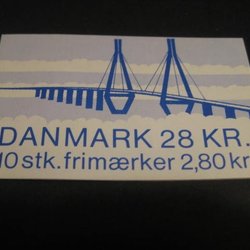 DANMARK 28 KR.
10 stk. frimærker 2,80 kr